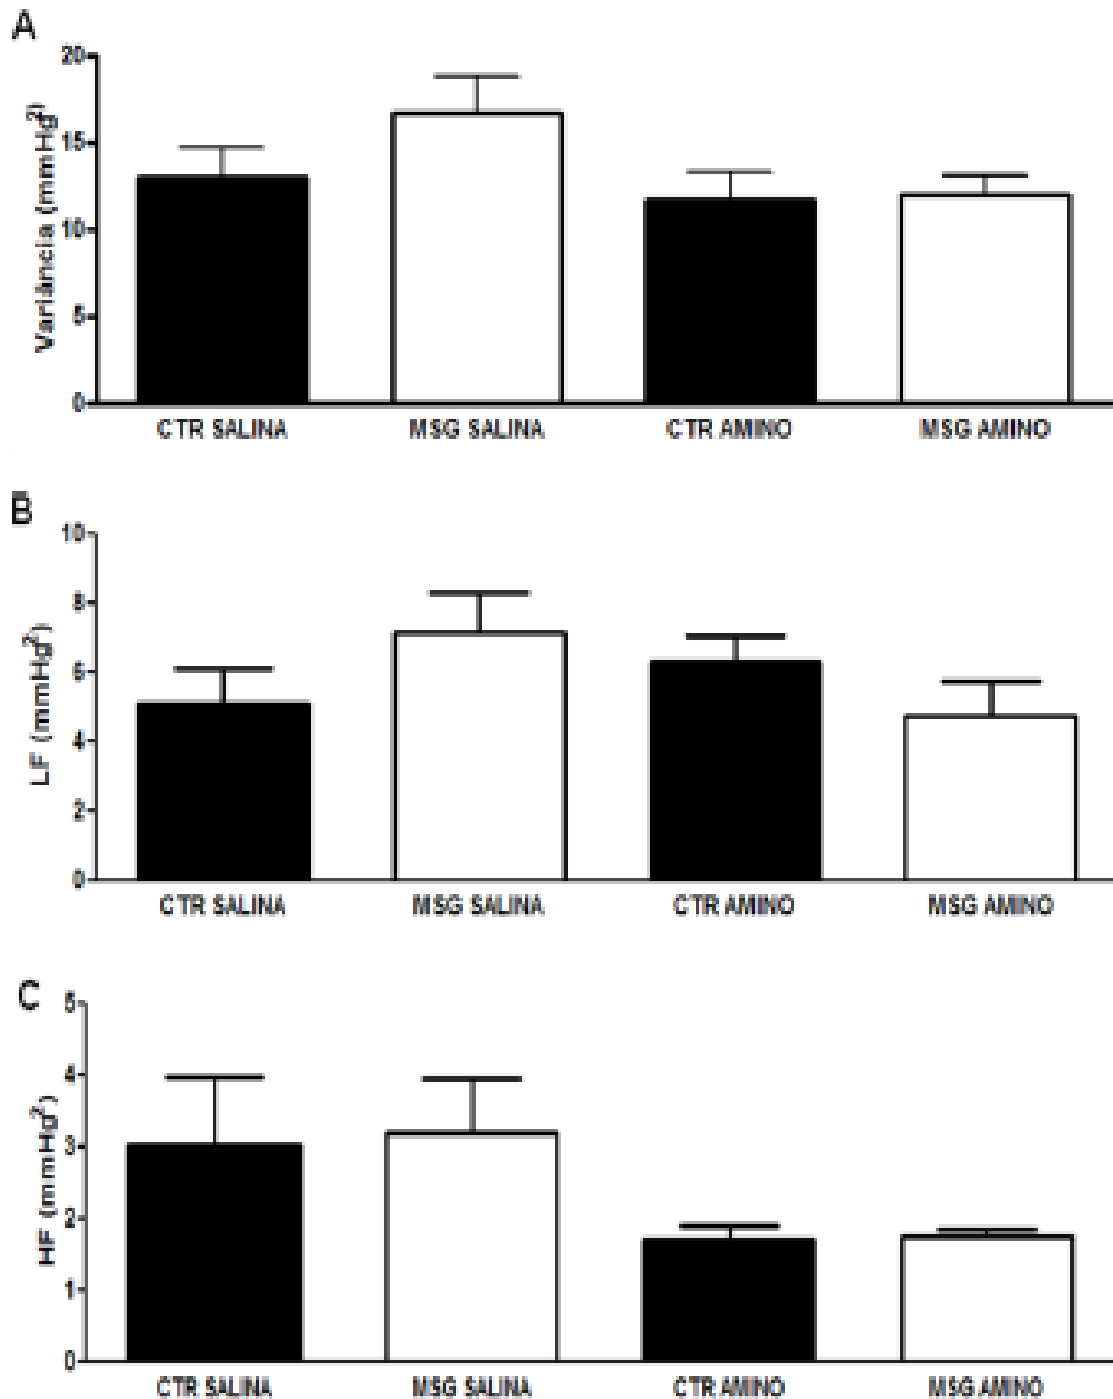 A
Variância (mmHg²)
20
15
10
5
0
CTR SALINA MSG SALINA CTR AMINO MSG AMINO
B
LF (mmHg²)
10
8
6
4
2
0
CTR SALINA MSG SALINA CTR AMINO MSG AMINO
C
HF (mmHg²)
5
4
3
2
1
0
CTR SALINA MSG SALINA CTR AMINO MSG AMINO